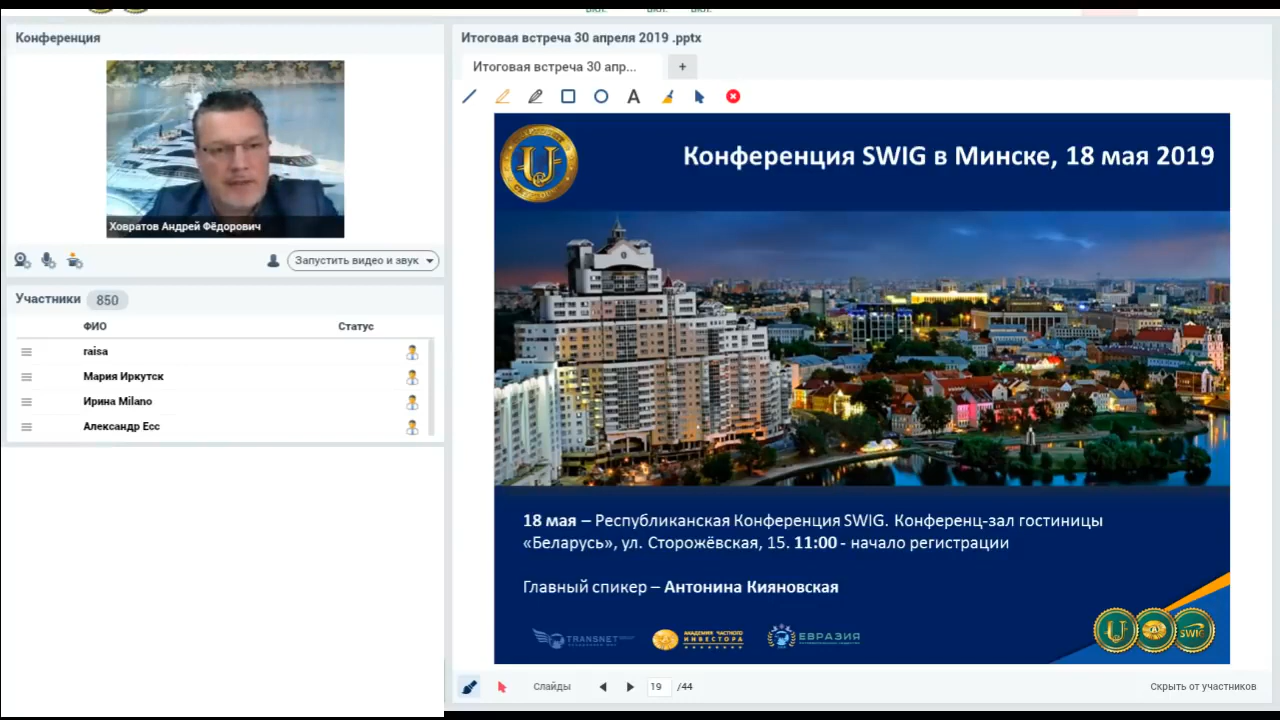 Конференция
Ховратов Андрей Фёдорович
Запустить видео и звук
Участники 850
ФИО Статус
raisa
Мария Иркутск
Ирина Milano
Александр Есс
Итоговая встреча 30 апреля 2019 .pptx
Итоговая встреча 30 апр... +
A
Конференция SWIG в Минске, 18 мая 2019
18 мая – Республиканская Конференция SWIG. Конференц-зал гостиницы
«Беларусь», ул. Сторожёвская, 15. 11:00 - начало регистрации
Главный спикер – Антонина Кияновская
TRANSNET
АКАДЕМИЯ ЧАСТНОГО
ИНВЕСТОРА
ЕВРАЗИЯ
SWIG
Слайды 19 /44 Скрыть от участников